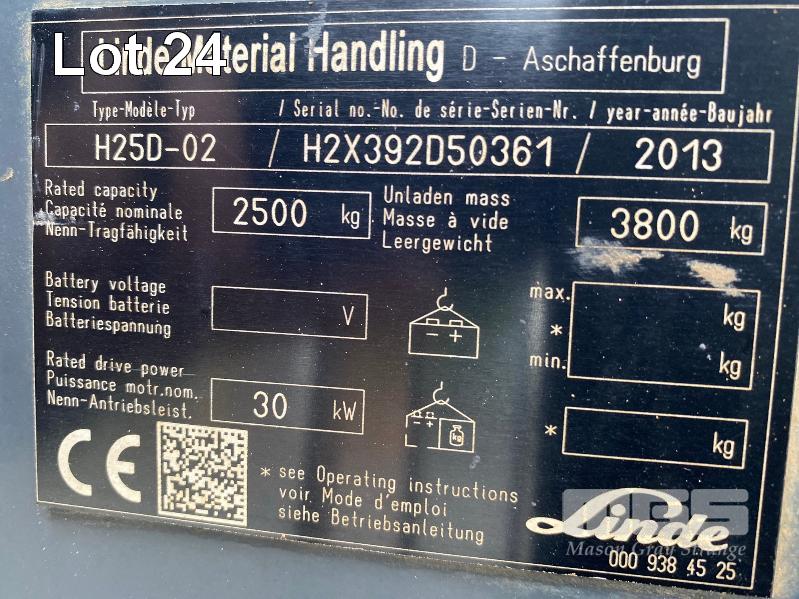 Lot 24
Linde Material Handling D - Aschaffenburg
Type-Modèle-Typ / Serial no.-No. de série-Serien-Nr. / year-année-Baujahr
H25D-02 / H2X392D50361 / 2013
Rated capacity
Capacité nominale
Nenn-Tragfähigkeit
2500 kg
Unladen mass
Masse à vide
Leergewicht
3800 kg
Battery voltage
Tension batterie
Batteriespannung
V
- +
max. kg
*
min. kg
Rated drive power
Puissance motr.nom.
Nenn-Antriebsleist.
30 kW
- + kg
* kg
CE
* see Operating instructions
voir Mode d'emploi
siehe Betriebsanleitung
Linde
Mason Gray Strange
000 938 45 25